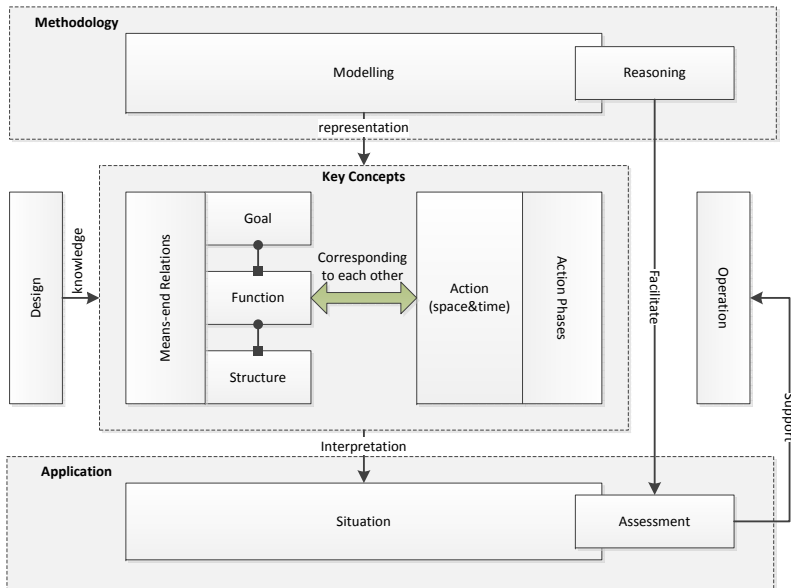 Methodology
Modelling
Reasoning
representation
Key Concepts
Design
knowledge
Means-end Relations
Goal
Function
Structure
Corresponding
to each other
Action
(space&time)
Action Phases
Facilitate
Operation
Support
Interpretation
Application
Situation
Assessment